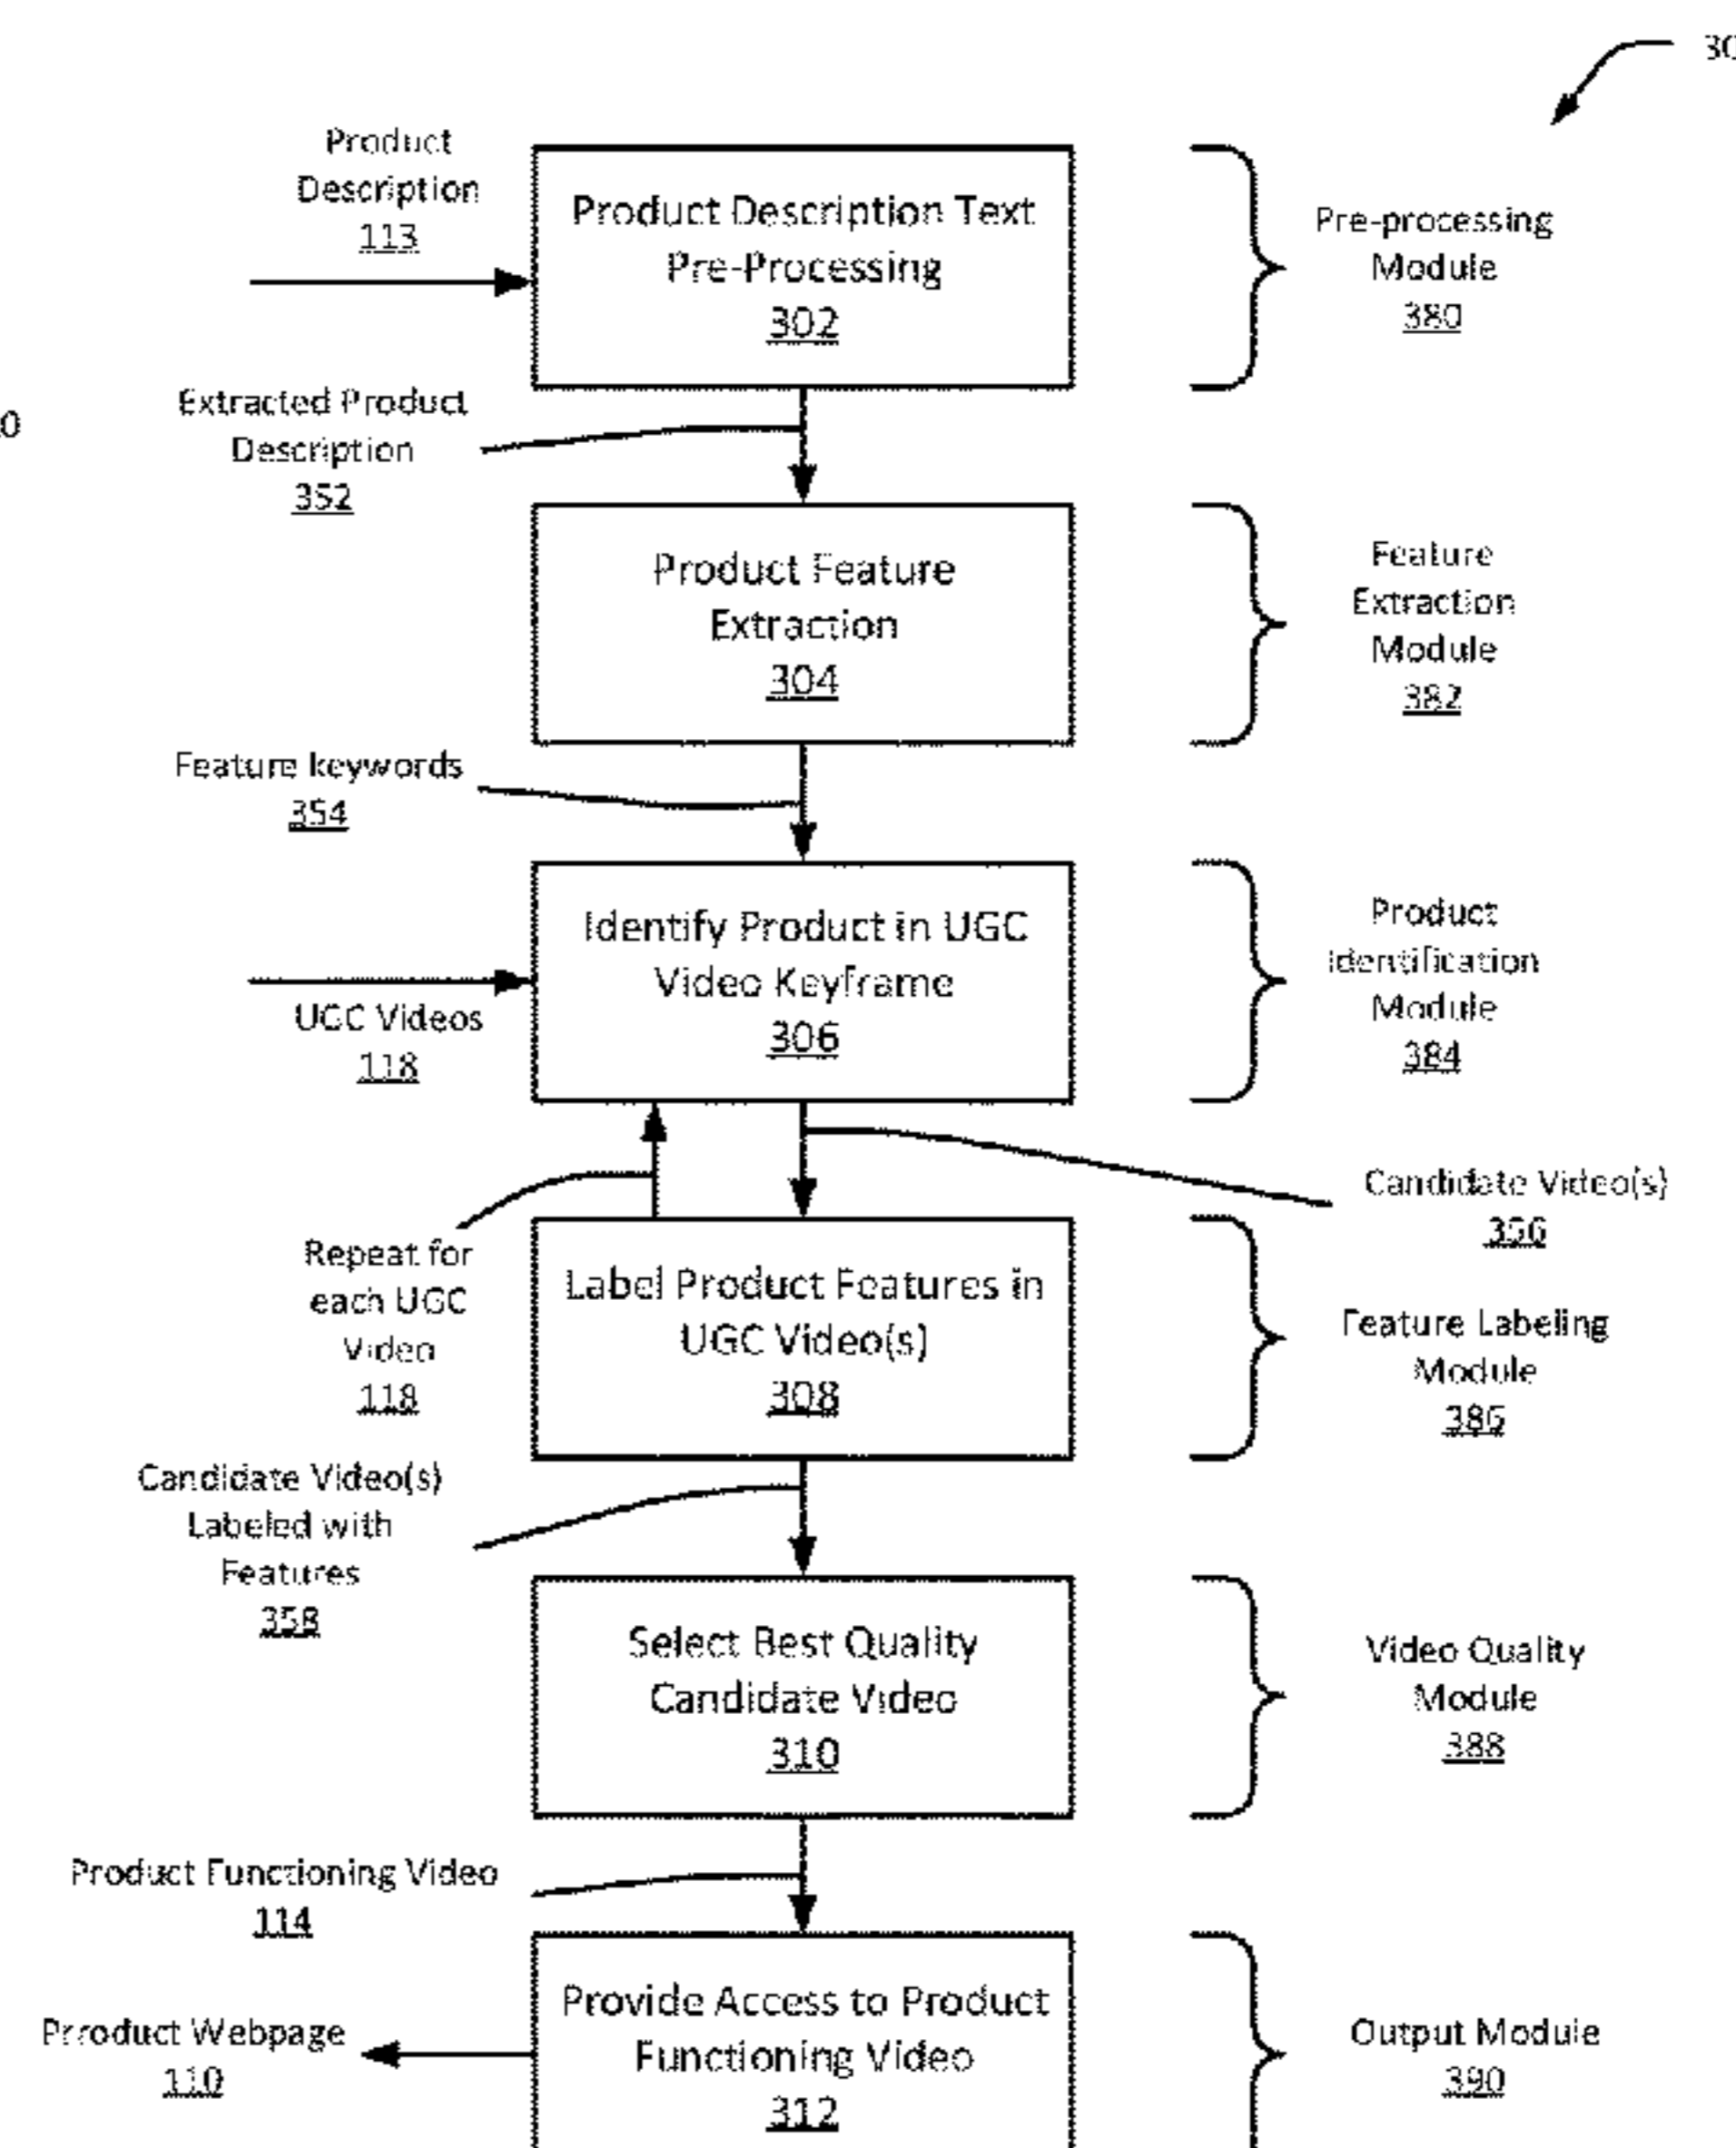 30
Product
Description
113
Product Description Text
Pre-Processing
302
Pre-processing
Module
380
Extracted Product
Description
352
0
Product Feature
Extraction
304
Feature
Extraction
Module
382
Feature keywords
354
Identify Product in UGC
Video Keyframe
306
Product
Identification
Module
384
UGC Videos
118
Candidate Video(s)
356
Repeat for
each UGC
Video
118
Label Product Features in
UGC Video(s)
308
Feature Labeling
Module
386
Candidate Video(s)
Labeled with
Features
358
Select Best Quality
Candidate Video
310
Video Quality
Module
388
Product Functioning Video
114
Provide Access to Product
Functioning Video
312
Prroduct Webpage
110
Output Module
390